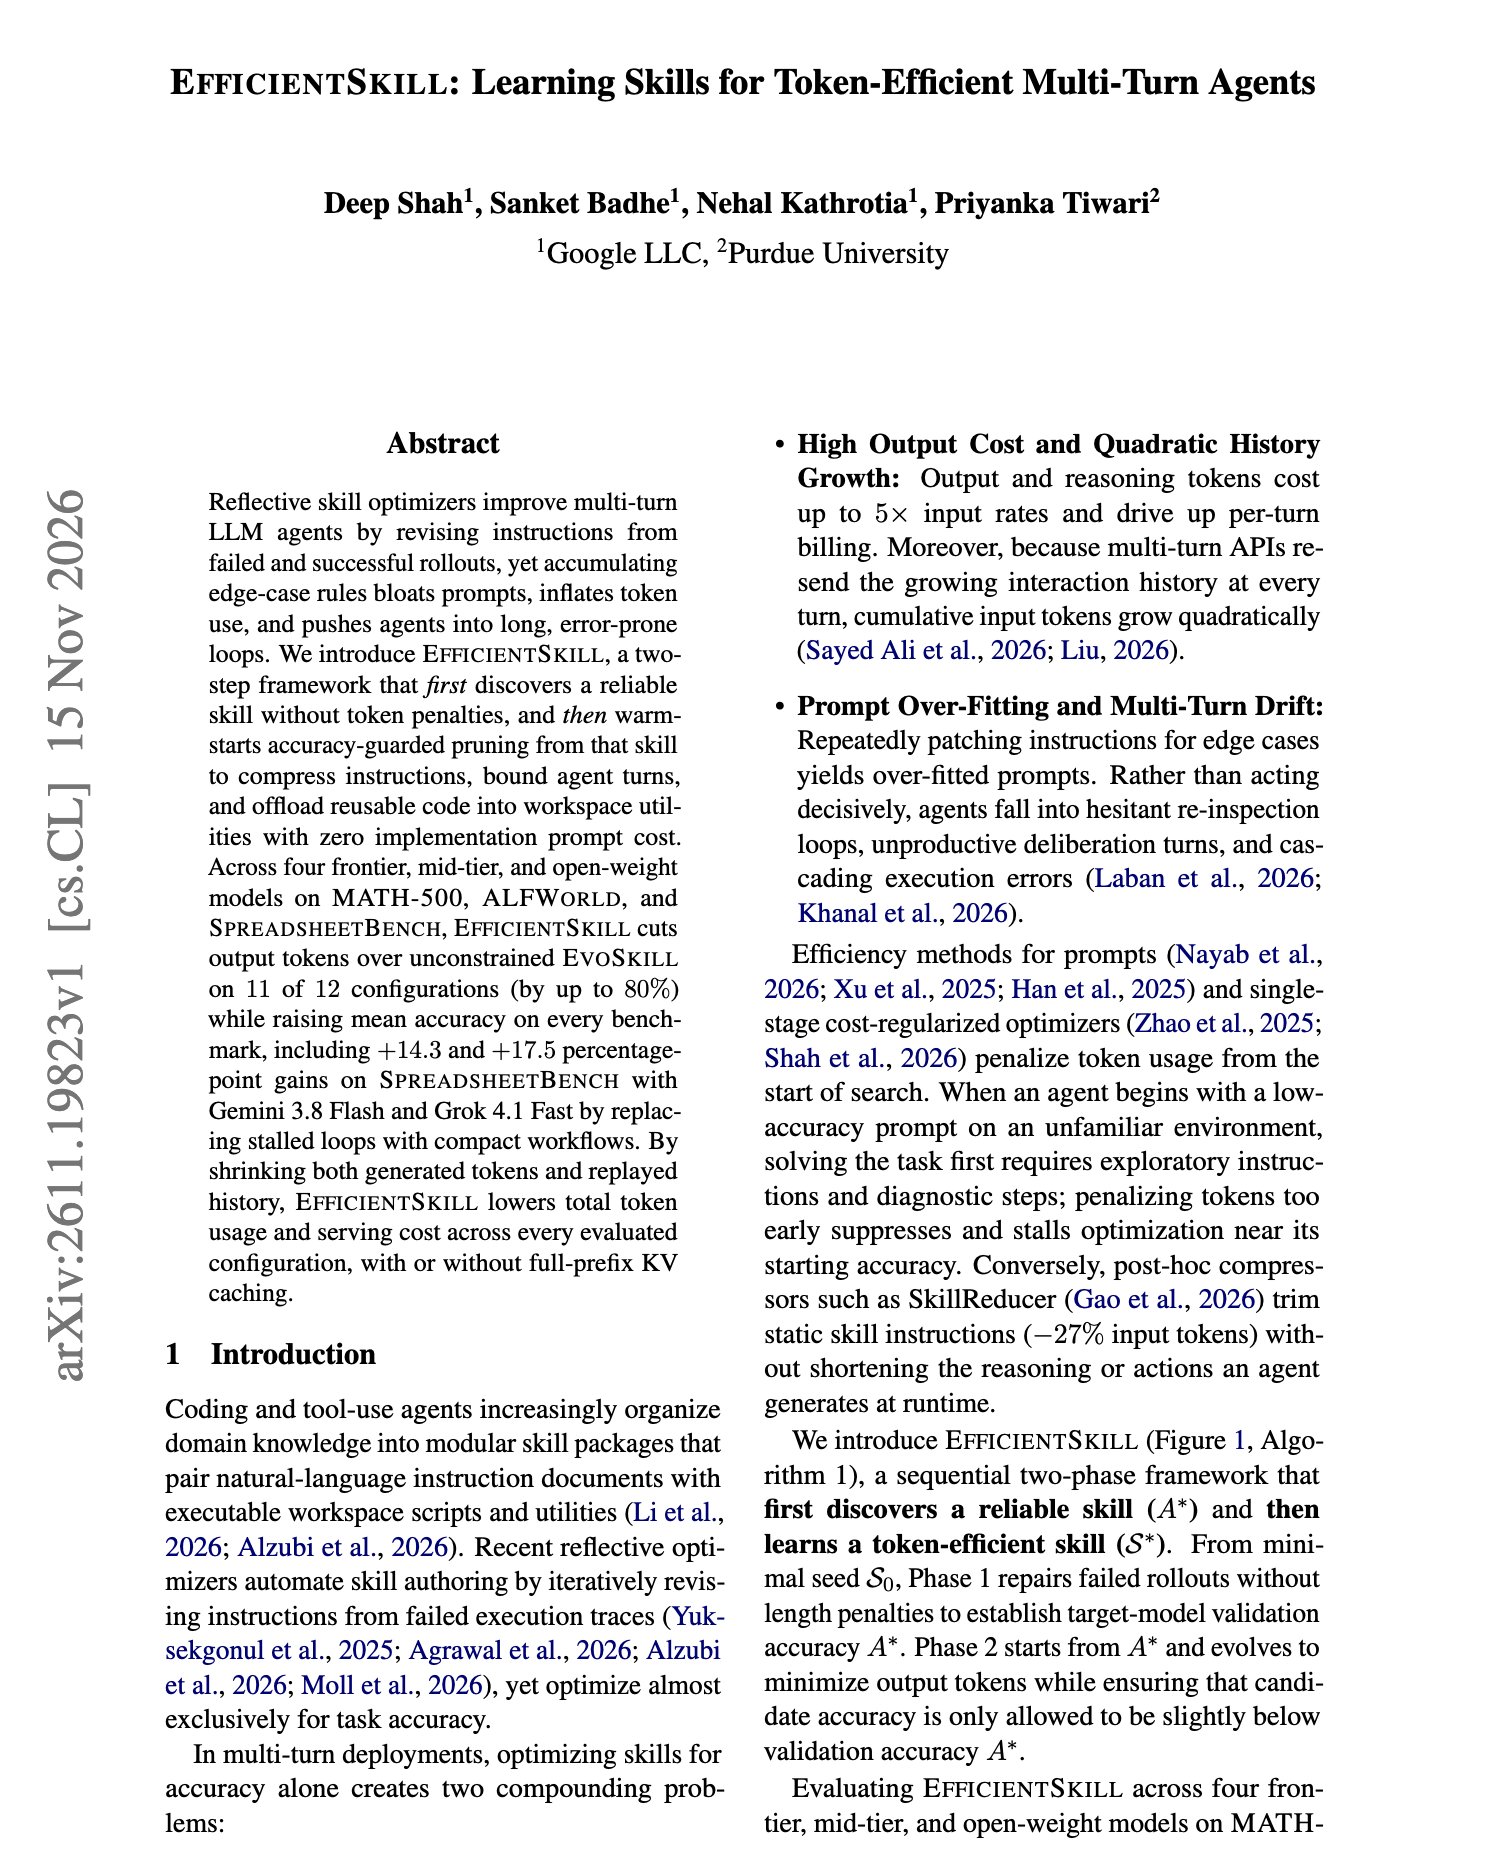 EFFICIENTSKILL: Learning Skills for Token-Efficient Multi-Turn Agents
Deep Shah1, Sanket Badhe1, Nehal Kathrotia1, Priyanka Tiwari2
1Google LLC, 2Purdue University
arXiv:2611.19823v1 [cs.CL] 15 Nov 2026
Abstract
Reflective skill optimizers improve multi-turn
LLM agents by revising instructions from
failed and successful rollouts, yet accumulating
edge-case rules bloats prompts, inflates token
use, and pushes agents into long, error-prone
loops. We introduce EFFICIENTSKILL, a two-
step framework that first discovers a reliable
skill without token penalties, and then warm-
starts accuracy-guarded pruning from that skill
to compress instructions, bound agent turns,
and offload reusable code into workspace util-
ities with zero implementation prompt cost.
Across four frontier, mid-tier, and open-weight
models on MATH-500, ALFWORLD, and
SPREADSHEETBENCH, EFFICIENTSKILL cuts
output tokens over unconstrained EVOSKILL
on 11 of 12 configurations (by up to 80%)
while raising mean accuracy on every bench-
mark, including +14.3 and +17.5 percentage-
point gains on SPREADSHEETBENCH with
Gemini 3.8 Flash and Grok 4.1 Fast by replac-
ing stalled loops with compact workflows. By
shrinking both generated tokens and replayed
history, EFFICIENTSKILL lowers total token
usage and serving cost across every evaluated
configuration, with or without full-prefix KV
caching.
1 Introduction
Coding and tool-use agents increasingly organize
domain knowledge into modular skill packages that
pair natural-language instruction documents with
executable workspace scripts and utilities (Li et al.,
2026; Alzubi et al., 2026). Recent reflective opti-
mizers automate skill authoring by iteratively revis-
ing instructions from failed execution traces (Yuk-
sekgonul et al., 2025; Agrawal et al., 2026; Alzubi
et al., 2026; Moll et al., 2026), yet optimize almost
exclusively for task accuracy.
In multi-turn deployments, optimizing skills for
accuracy alone creates two compounding prob-
lems:
• High Output Cost and Quadratic History
Growth: Output and reasoning tokens cost
up to 5× input rates and drive up per-turn
billing. Moreover, because multi-turn APIs re-
send the growing interaction history at every
turn, cumulative input tokens grow quadratically
(Sayed Ali et al., 2026; Liu, 2026).
• Prompt Over-Fitting and Multi-Turn Drift:
Repeatedly patching instructions for edge cases
yields over-fitted prompts. Rather than acting
decisively, agents fall into hesitant re-inspection
loops, unproductive deliberation turns, and cas-
cading execution errors (Laban et al., 2026;
Khanal et al., 2026).
Efficiency methods for prompts (Nayab et al.,
2026; Xu et al., 2025; Han et al., 2025) and single-
stage cost-regularized optimizers (Zhao et al., 2025;
Shah et al., 2026) penalize token usage from the
start of search. When an agent begins with a low-
accuracy prompt on an unfamiliar environment,
solving the task first requires exploratory instruc-
tions and diagnostic steps; penalizing tokens too
early suppresses and stalls optimization near its
starting accuracy. Conversely, post-hoc compres-
sors such as SkillReducer (Gao et al., 2026) trim
static skill instructions (−27% input tokens) with-
out shortening the reasoning or actions an agent
generates at runtime.
We introduce EFFICIENTSKILL (Figure 1, Algo-
rithm 1), a sequential two-phase framework that
first discovers a reliable skill (A*) and then
learns a token-efficient skill (S*). From mini-
mal seed S0, Phase 1 repairs failed rollouts without
length penalties to establish target-model validation
accuracy A*. Phase 2 starts from A* and evolves to
minimize output tokens while ensuring that candi-
date accuracy is only allowed to be slightly below
validation accuracy A*.
Evaluating EFFICIENTSKILL across four fron-
tier, mid-tier, and open-weight models on MATH-